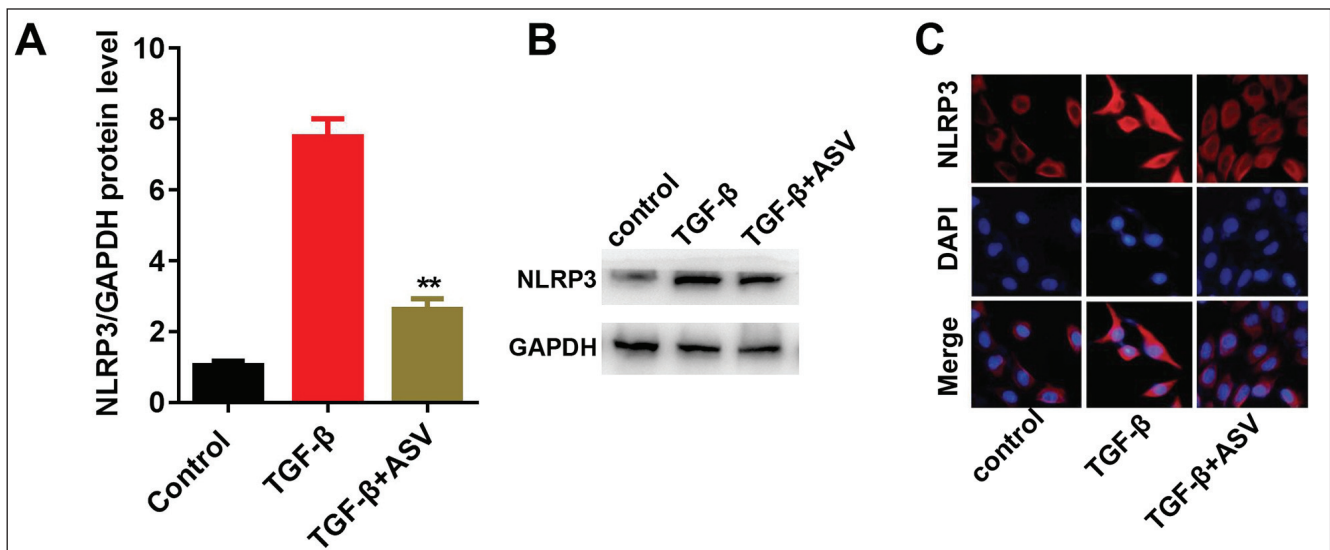 A
NLRP3/GAPDH protein level
10
8
6
4
2
0
**
Control
TGF-β
TGF-β+ASV
B
control
TGF-β
TGF-β+ASV
NLRP3
GAPDH
C
NLRP3
DAPI
Merge
control
TGF-β
TGF-β+ASV